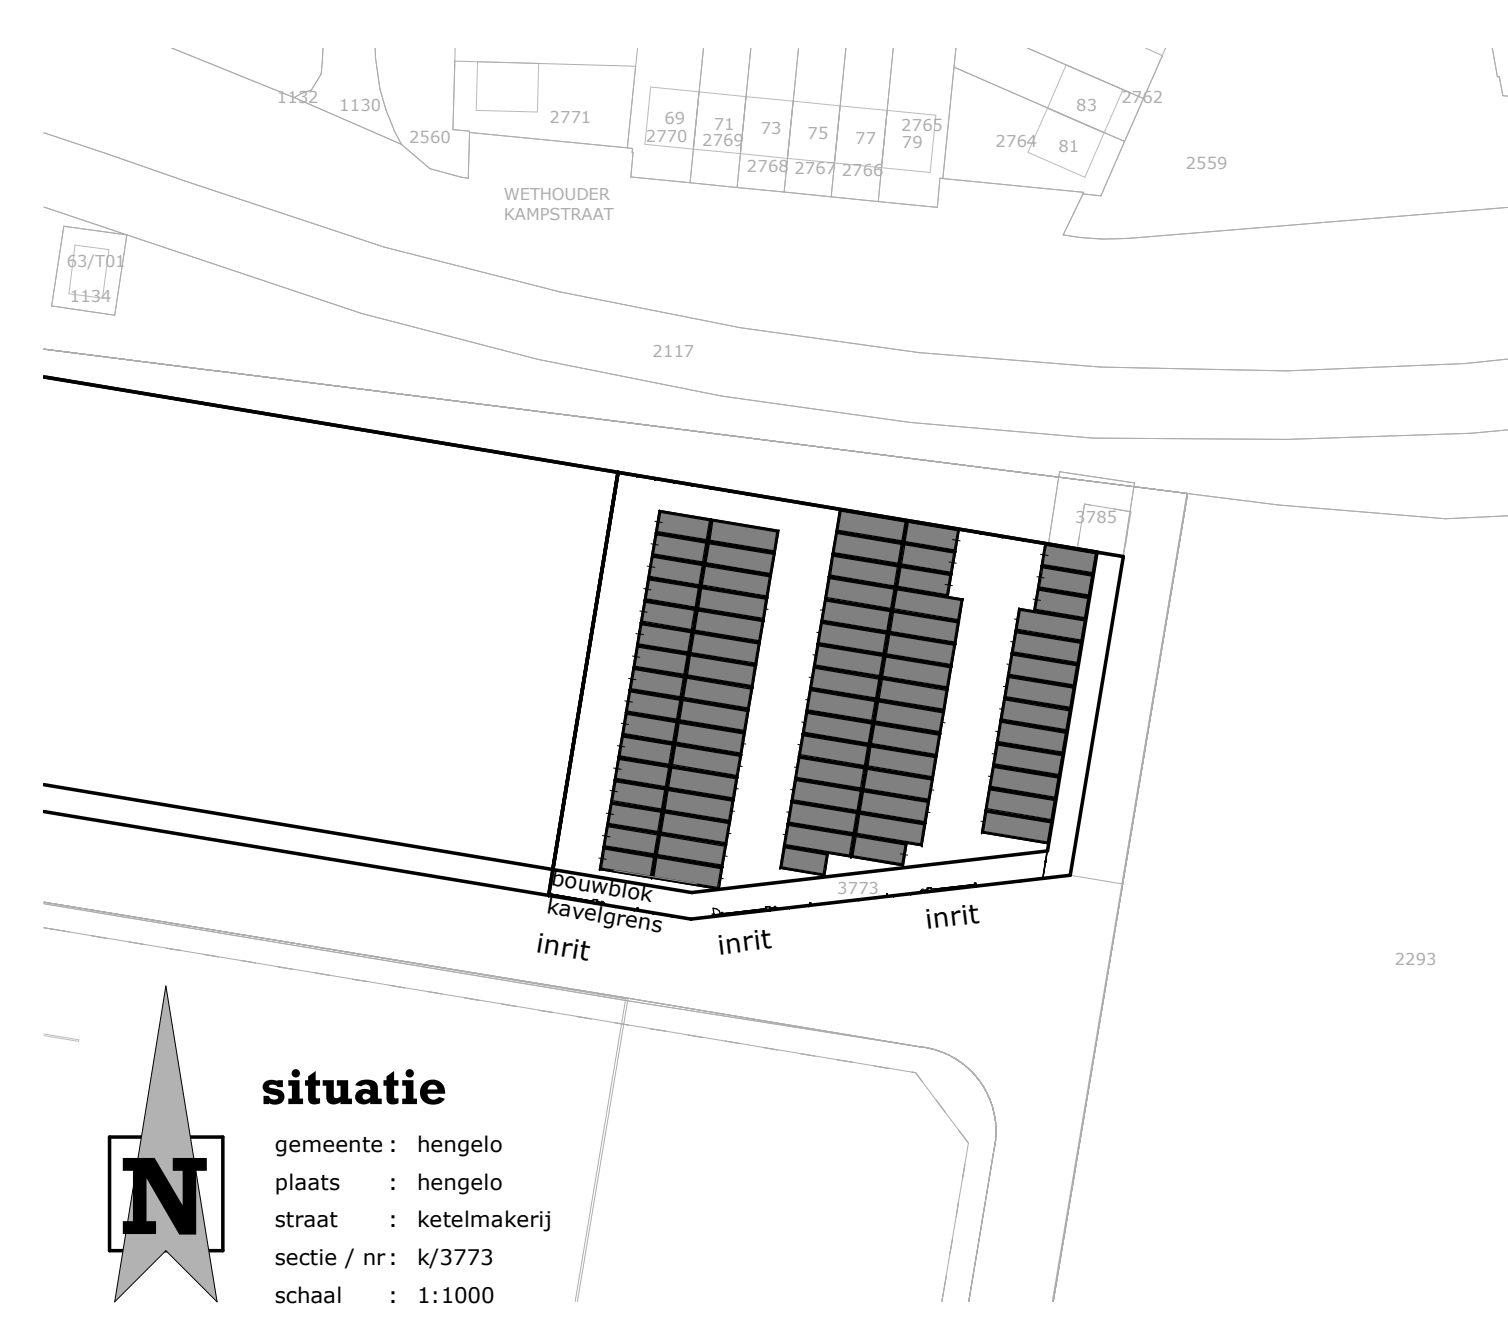 1132
1130
2560
2771
69
2770
71
2769
73
2768
75
2767
77
2766
2765
79
2764
83
81
2762
2559
WETHOUDER
KAMPSTRAAT
63/T01
1134
2117
3785
3773
bouwblok
kavelgrens
inrit
inrit
inrit
2293
N
situatie
gemeente : hengelo
plaats : hengelo
straat : ketelmakerij
sectie / nr : k/3773
schaal : 1:1000